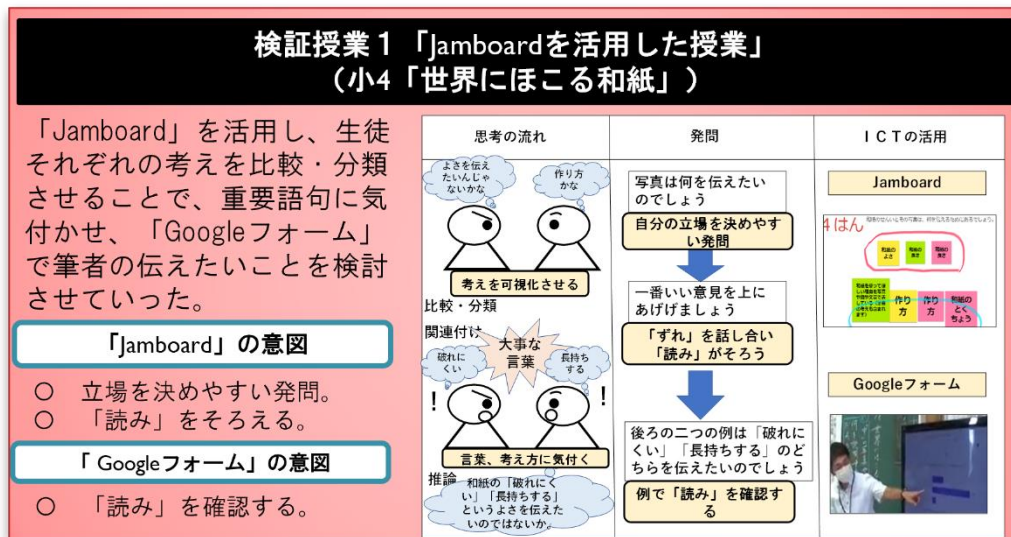 検証授業１「Jamboardを活用した授業」
（小4「世界にほこる和紙」）
「Jamboard」を活用し、生徒
それぞれの考えを比較・分類
させることで、重要語句に気
付かせ、「Googleフォーム」
で筆者の伝えたいことを検討
させていった。
「Jamboard」の意図
○　立場を決めやすい発問。
○　「読み」をそろえる。
「 Googleフォーム」の意図
○　「読み」を確認する。
思考の流れ
よさを伝え
たいんじゃ
ないかな
作り方
かな
考えを可視化させる
比較・分類
関連付け
大事な
言葉
破れに
くい
長持ち
する
!
!
言葉、考え方に気付く
推論
和紙の「破れにく
い」「長持ちする」
というよさを伝えた
いのではないか。
発問
写真は何を伝えたい
のでしょう
自分の立場を決めやす
い発問
一番いい意見を上に
あげげましょう
「ずれ」を話し合い
「読み」がそろう
後ろの二つの例は「破れに
くい」「長持ちする」のど
ちらを伝えたいのでしょう
例で「読み」を確認す
る
ＩＣＴの活用
Jamboard
4はん
和紙の
よさ
和紙の
良さ
和紙の
良さ
作り
方
作り
方
和紙の
とく
ちょう
Googleフォーム